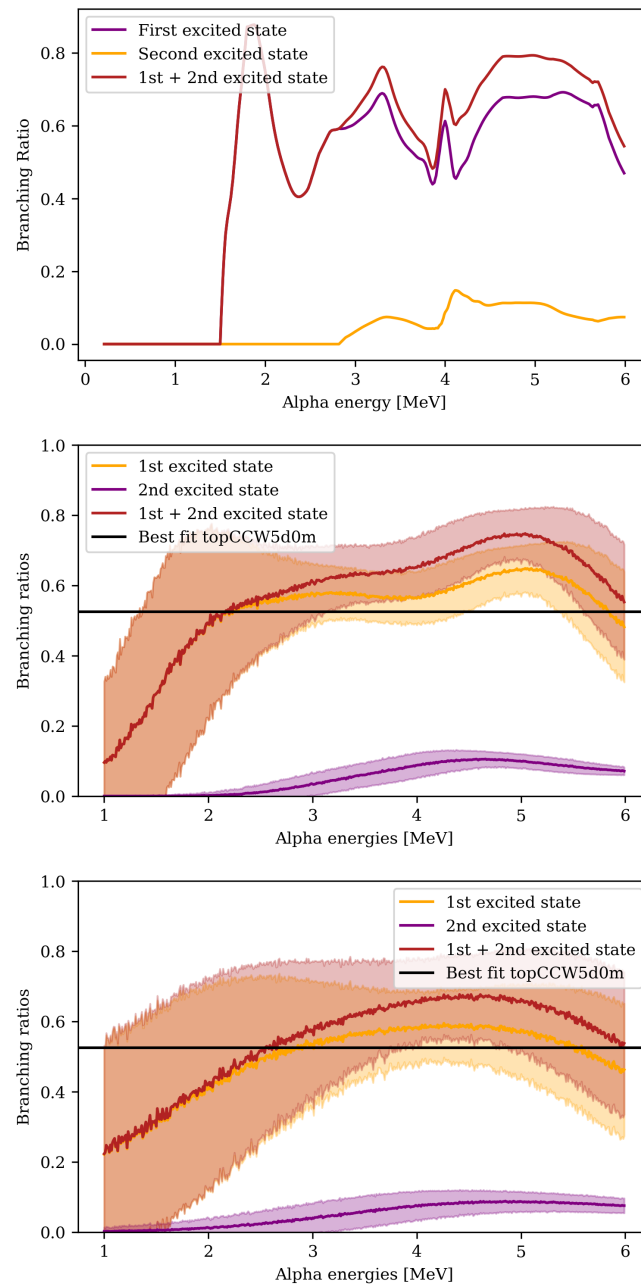 First excited state
Second excited state
1st + 2nd excited state
Branching Ratio
0.8
0.6
0.4
0.2
0.0
0 1 2 3 4 5 6
Alpha energy [MeV]
1st excited state
2nd excited state
1st + 2nd excited state
Best fit topCCW5d0m
Branching ratios
1.0
0.8
0.6
0.4
0.2
0.0
1 2 3 4 5 6
Alpha energies [MeV]
1st excited state
2nd excited state
1st + 2nd excited state
Best fit topCCW5d0m
Branching ratios
1.0
0.8
0.6
0.4
0.2
0.0
1 2 3 4 5 6
Alpha energies [MeV]